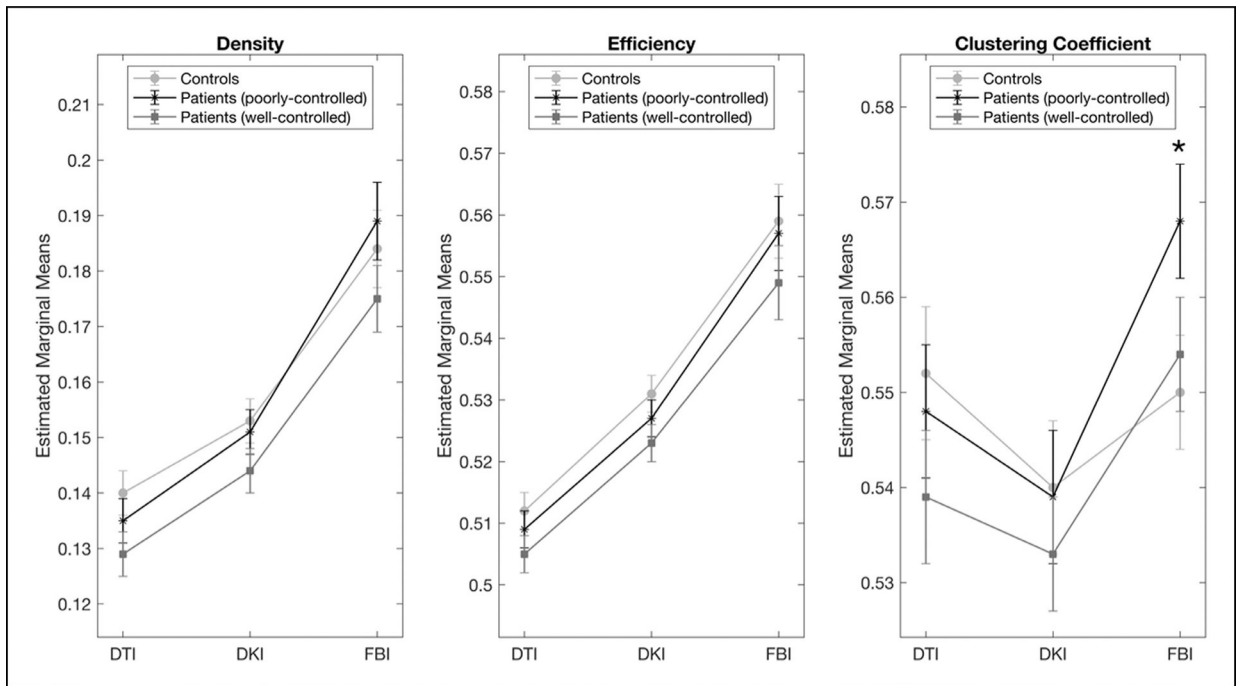 Density
Controls
Patients (poorly-controlled)
Patients (well-controlled)
Estimated Marginal Means
0.21
0.2
0.19
0.18
0.17
0.16
0.15
0.14
0.13
0.12
DTI DKI FBI
Efficiency
Controls
Patients (poorly-controlled)
Patients (well-controlled)
Estimated Marginal Means
0.58
0.57
0.56
0.55
0.54
0.53
0.52
0.51
0.5
DTI DKI FBI
Clustering Coefficient
Controls
Patients (poorly-controlled)
Patients (well-controlled)
*
Estimated Marginal Means
0.58
0.57
0.56
0.55
0.54
0.53
DTI DKI FBI